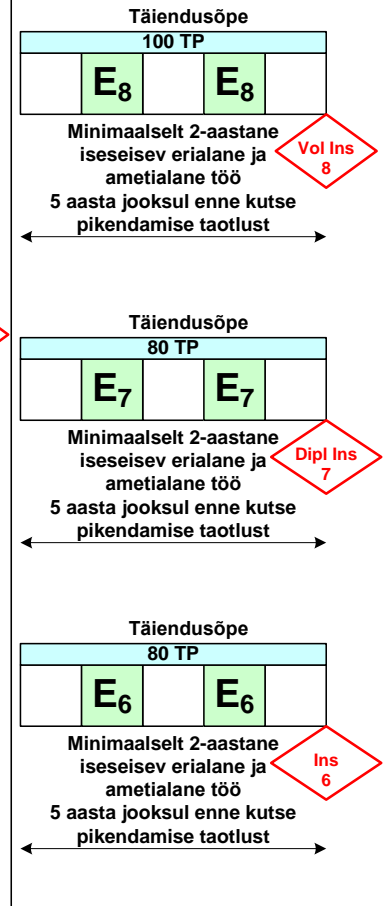 Täiendusõpe
100 TP
E8 E8
Minimaalselt 2-aastane
iseseisev erialane ja
ametialane töö
5 aasta jooksul enne kutse
pikendamise taotlust
Vol Ins
8
Täiendusõpe
80 TP
E7 E7
Minimaalselt 2-aastane
iseseisev erialane ja
ametialane töö
5 aasta jooksul enne kutse
pikendamise taotlust
Dipl Ins
7
Täiendusõpe
80 TP
E6 E6
Minimaalselt 2-aastane
iseseisev erialane ja
ametialane töö
5 aasta jooksul enne kutse
pikendamise taotlust
Ins
6